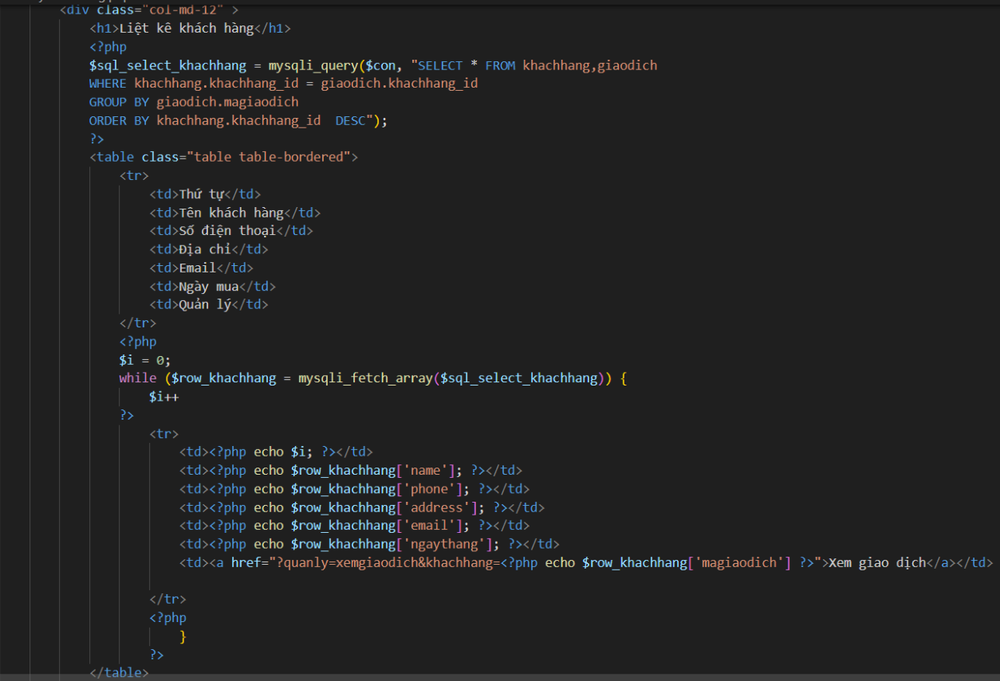 <div class="col-md-12" >
<h1>Liệt kê khách hàng</h1>
<?php
$sql_select_khachhang = mysqli_query($con, "SELECT * FROM khachhang,giaodich
WHERE khachhang.khachhang_id = giaodich.khachhang_id
GROUP BY giaodich.magiaodich
ORDER BY khachhang.khachhang_id  DESC");
?>
<table class="table table-bordered">
<tr>
<td>Thứ tự</td>
<td>Tên khách hàng</td>
<td>Số điện thoại</td>
<td>Địa chỉ</td>
<td>Email</td>
<td>Ngày mua</td>
<td>Quản lý</td>
</tr>
<?php
$i = 0;
while ($row_khachhang = mysqli_fetch_array($sql_select_khachhang)) {
$i++
?>
<tr>
<td><?php echo $i; ?></td>
<td><?php echo $row_khachhang['name']; ?></td>
<td><?php echo $row_khachhang['phone']; ?></td>
<td><?php echo $row_khachhang['address']; ?></td>
<td><?php echo $row_khachhang['email']; ?></td>
<td><?php echo $row_khachhang['ngaythang']; ?></td>
<td><a href="?quanly=xemgiaodich&khachhang=<?php echo $row_khachhang['magiaodich'] ?>">Xem giao dịch</a></td>
</tr>
<?php
}
?>
</table>